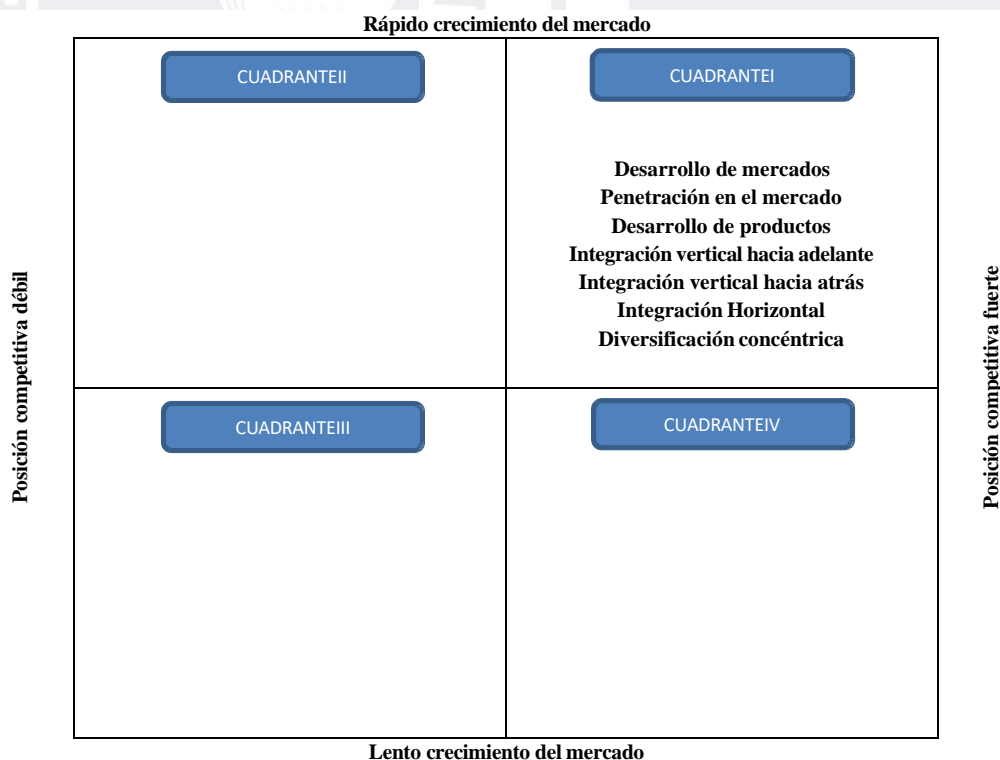 Rápido crecimiento del mercado
CUADRANTEII
CUADRANTEI
Desarrollo de mercados
Penetración en el mercado
Desarrollo de productos
Integración vertical hacia adelante
Integración vertical hacia atrás
Integración Horizontal
Diversificación concéntrica
Posición competitiva débil
Posición competitiva fuerte
CUADRANTEIII
CUADRANTEIV
Lento crecimiento del mercado